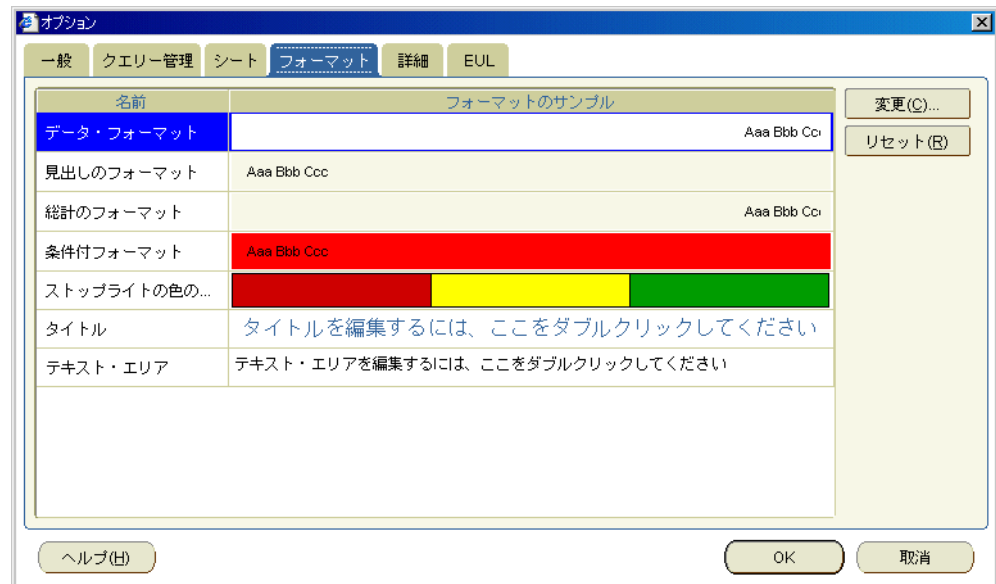 オプション
一般 クエリー管理 シート フォーマット 詳細 EUL
名前 フォーマットのサンプル
変更(C)...
データ・フォーマット Aaa Bbb Cc
リセット(R)
見出しのフォーマット Aaa Bbb Ccc
総計のフォーマット Aaa Bbb Cc
条件付フォーマット Aaa Bbb Ccc
ストップライトの色の...
タイトル タイトルを編集するには、ここをダブルクリックしてください
テキスト・エリア テキスト・エリアを編集するには、ここをダブルクリックしてください
ヘルプ(H) OK 取消